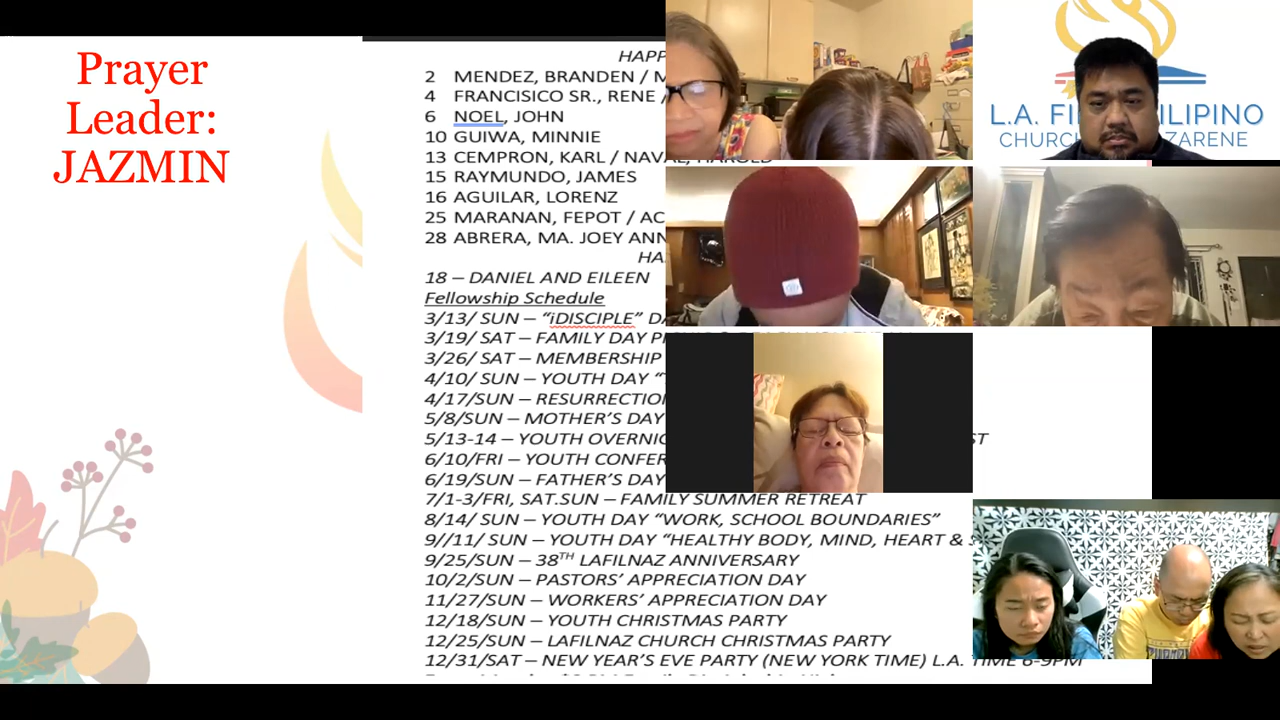 Prayer
Leader:
JAZMIN
HAPP
2 MENDEZ, BRANDEN / M
4 FRANCISICO SR., RENE /
6 NOEL, JOHN
10 GUIWA, MINNIE
13 CEMPRON, KARL / NAVAL, HAROLD
15 RAYMUNDO, JAMES
16 AGUILAR, LORENZ
25 MARANAN, FEPOT / AC
28 ABRERA, MA. JOEY ANN
HA
18 – DANIEL AND EILEEN
Fellowship Schedule
3/13/ SUN – “iDISCIPLE” DA
3/19/ SAT – FAMILY DAY P
3/26/ SAT – MEMBERSHIP
4/10/ SUN – YOUTH DAY “
4/17/SUN – RESURRECTIO
5/8/SUN – MOTHER’S DAY
5/13-14 – YOUTH OVERNIG ST
6/10/FRI – YOUTH CONFER
6/19/SUN – FATHER’S DAY
7/1-3/FRI, SAT.SUN – FAMILY SUMMER RETREAT
8/14/ SUN – YOUTH DAY “WORK, SCHOOL BOUNDARIES”
9//11/ SUN – YOUTH DAY “HEALTHY BODY, MIND, HEART &
9/25/SUN – 38TH LAFILNAZ ANNIVERSARY
10/2/SUN – PASTORS’ APPRECIATION DAY
11/27/SUN – WORKERS’ APPRECIATION DAY
12/18/SUN – YOUTH CHRISTMAS PARTY
12/25/SUN – LAFILNAZ CHURCH CHRISTMAS PARTY
12/31/SAT – NEW YEAR’S EVE PARTY (NEW YORK TIME) L.A. TIME 6-9PM
L.A. FI ILIPINO
CHURC ZARENE